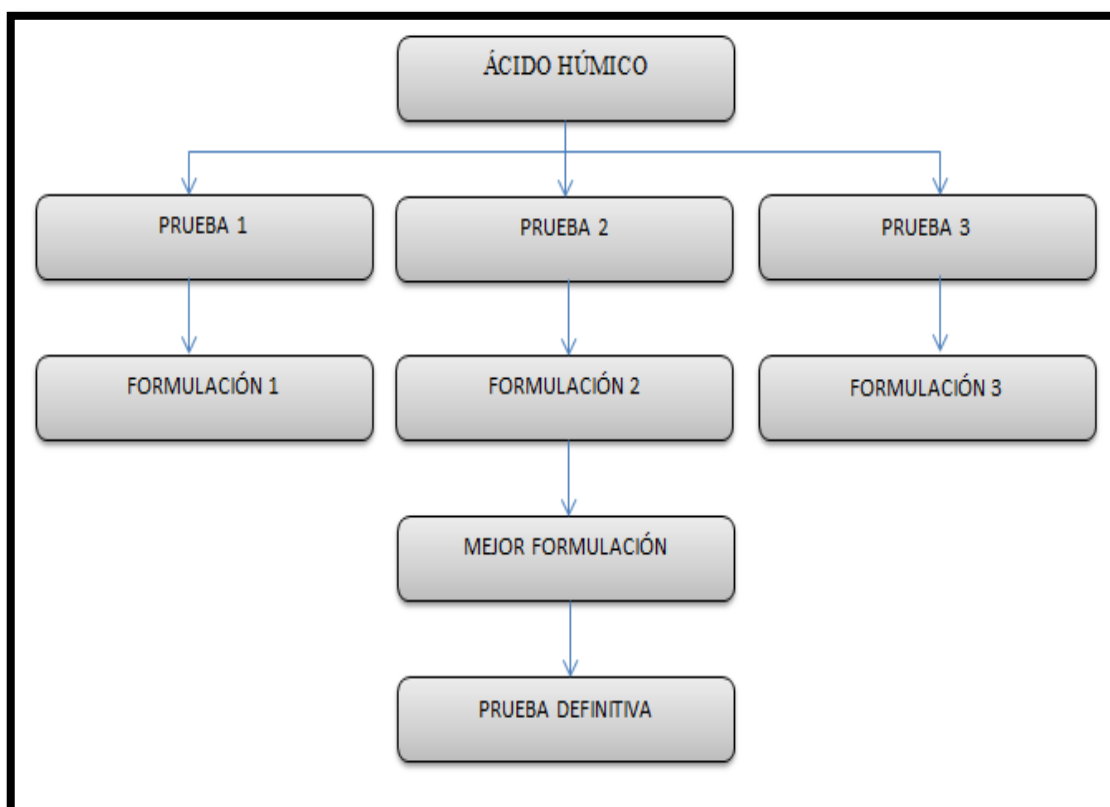 ÁCIDO HÚMICO
PRUEBA 1
PRUEBA 2
PRUEBA 3
FORMULACIÓN 1
FORMULACIÓN 2
FORMULACIÓN 3
MEJOR FORMULACIÓN
PRUEBA DEFINITIVA